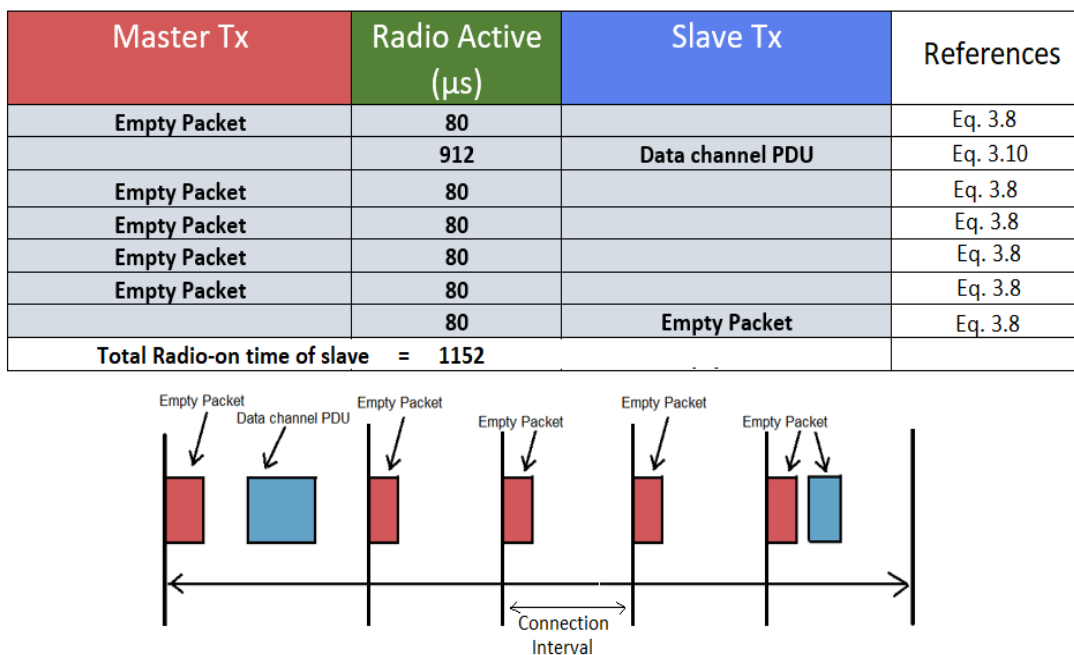 Master Tx Radio Active (µs) Slave Tx References
Empty Packet 80 Eq. 3.8
912 Data channel PDU Eq. 3.10
Empty Packet 80 Eq. 3.8
Empty Packet 80 Eq. 3.8
Empty Packet 80 Eq. 3.8
Empty Packet 80 Eq. 3.8
80 Empty Packet Eq. 3.8
Total Radio-on time of slave = 1152
Empty Packet
Data channel PDU
Empty Packet
Empty Packet
Empty Packet
Empty Packet
Connection
Interval